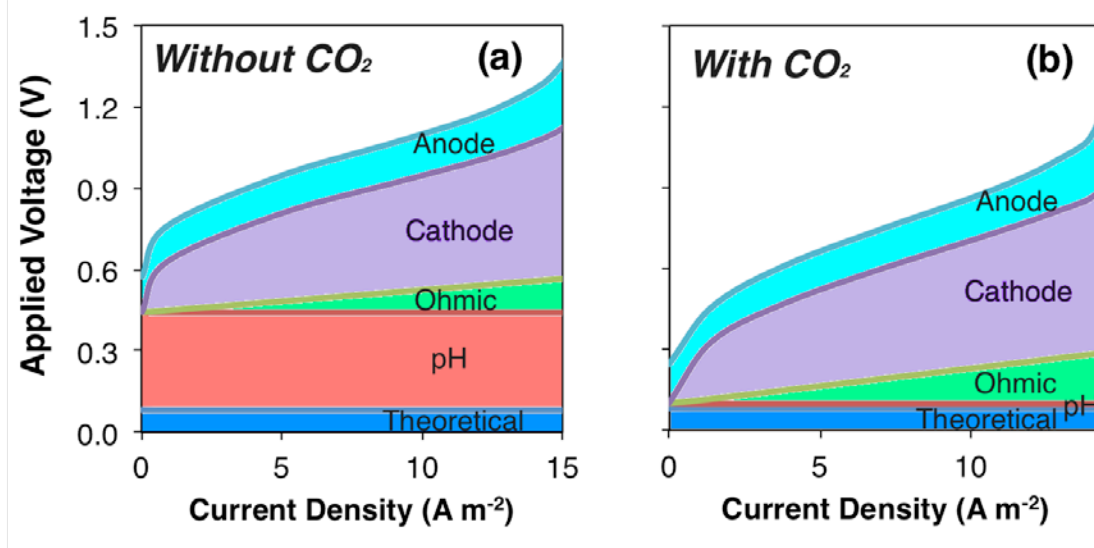 Applied Voltage (V)
1.5
1.2
0.9
0.6
0.3
0.0
Without CO₂
(a)
Anode
Cathode
Ohmic
pH
Theoretical
0 5 10 15
Current Density (A m⁻²)
With CO₂
(b)
Anode
Cathode
Ohmic
Theoretical
0 5 10
Current Density (A m⁻²)